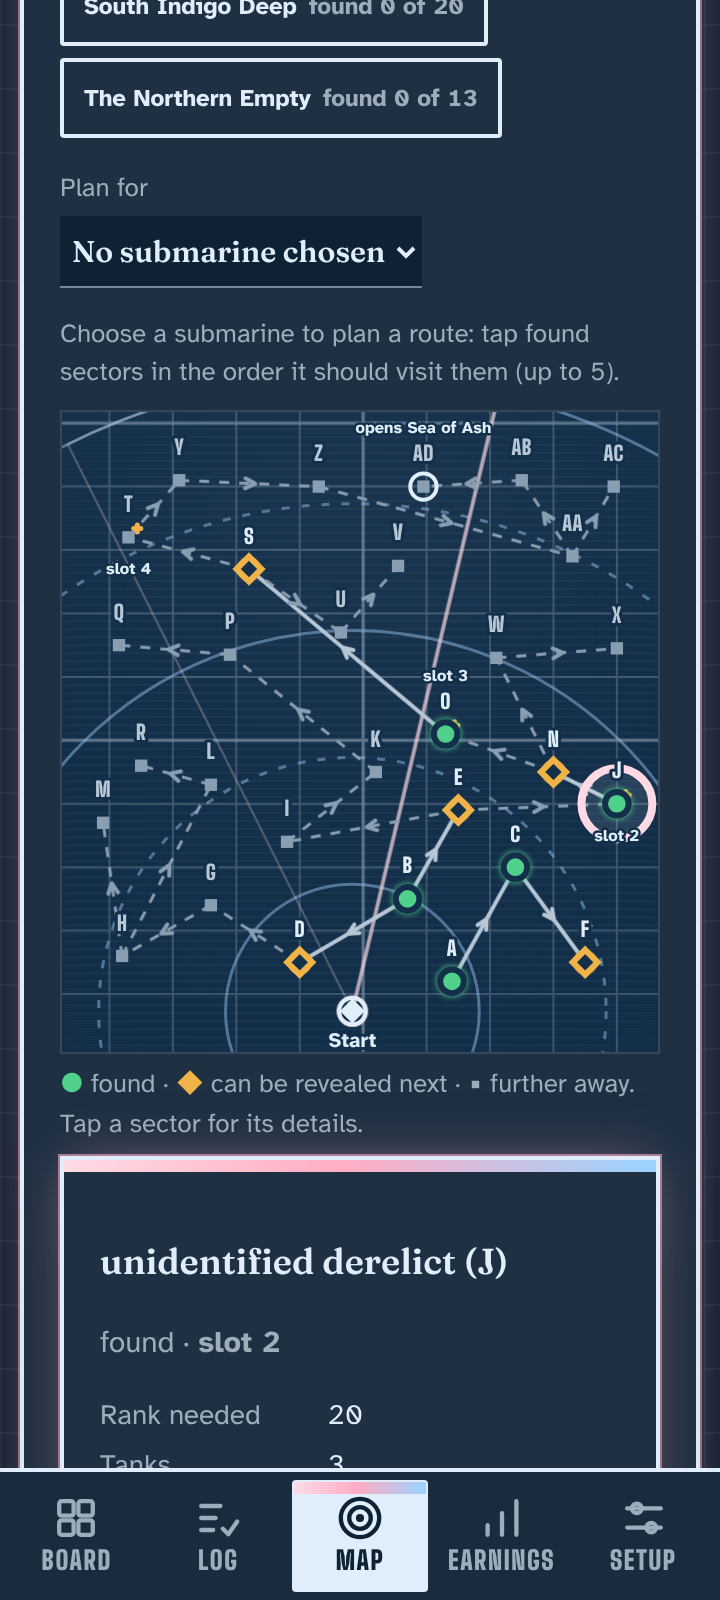 South Indigo Deep found 0 of 20
The Northern Empty found 0 of 13
Plan for
No submarine chosen
Choose a submarine to plan a route: tap found
sectors in the order it should visit them (up to 5).
opens Sea of Ash
Y
Z
AD
AB
AC
T
S
V
AA
slot 4
Q
P
U
W
X
slot 3
O
R
L
K
N
J
M
I
E
slot 2
C
G
B
H
D
A
F
Start
found · can be revealed next · further away.
Tap a sector for its details.
unidentified derelict (J)
found · slot 2
Rank needed 20
Tanks 3
BOARD
LOG
MAP
EARNINGS
SETUP